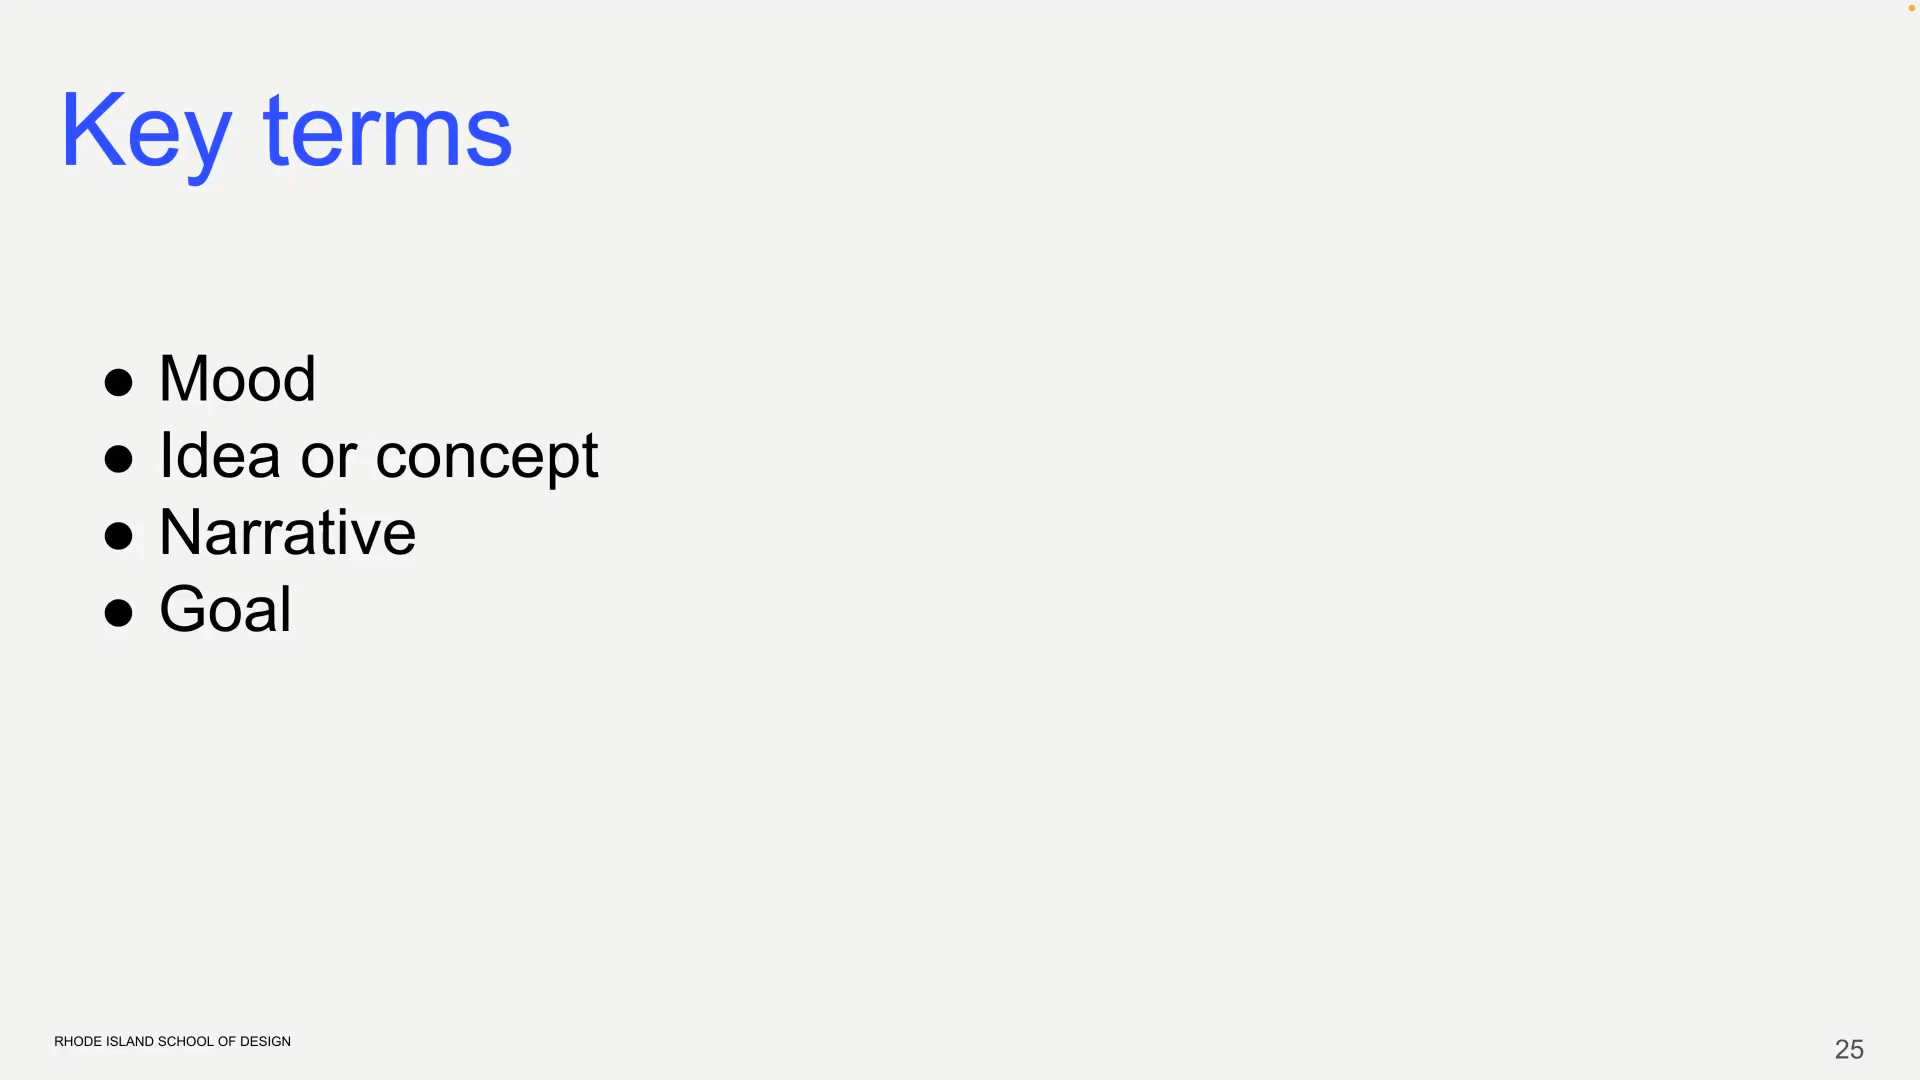 Key terms
● Mood
● Idea or concept
● Narrative
● Goal
RHODE ISLAND SCHOOL OF DESIGN
25